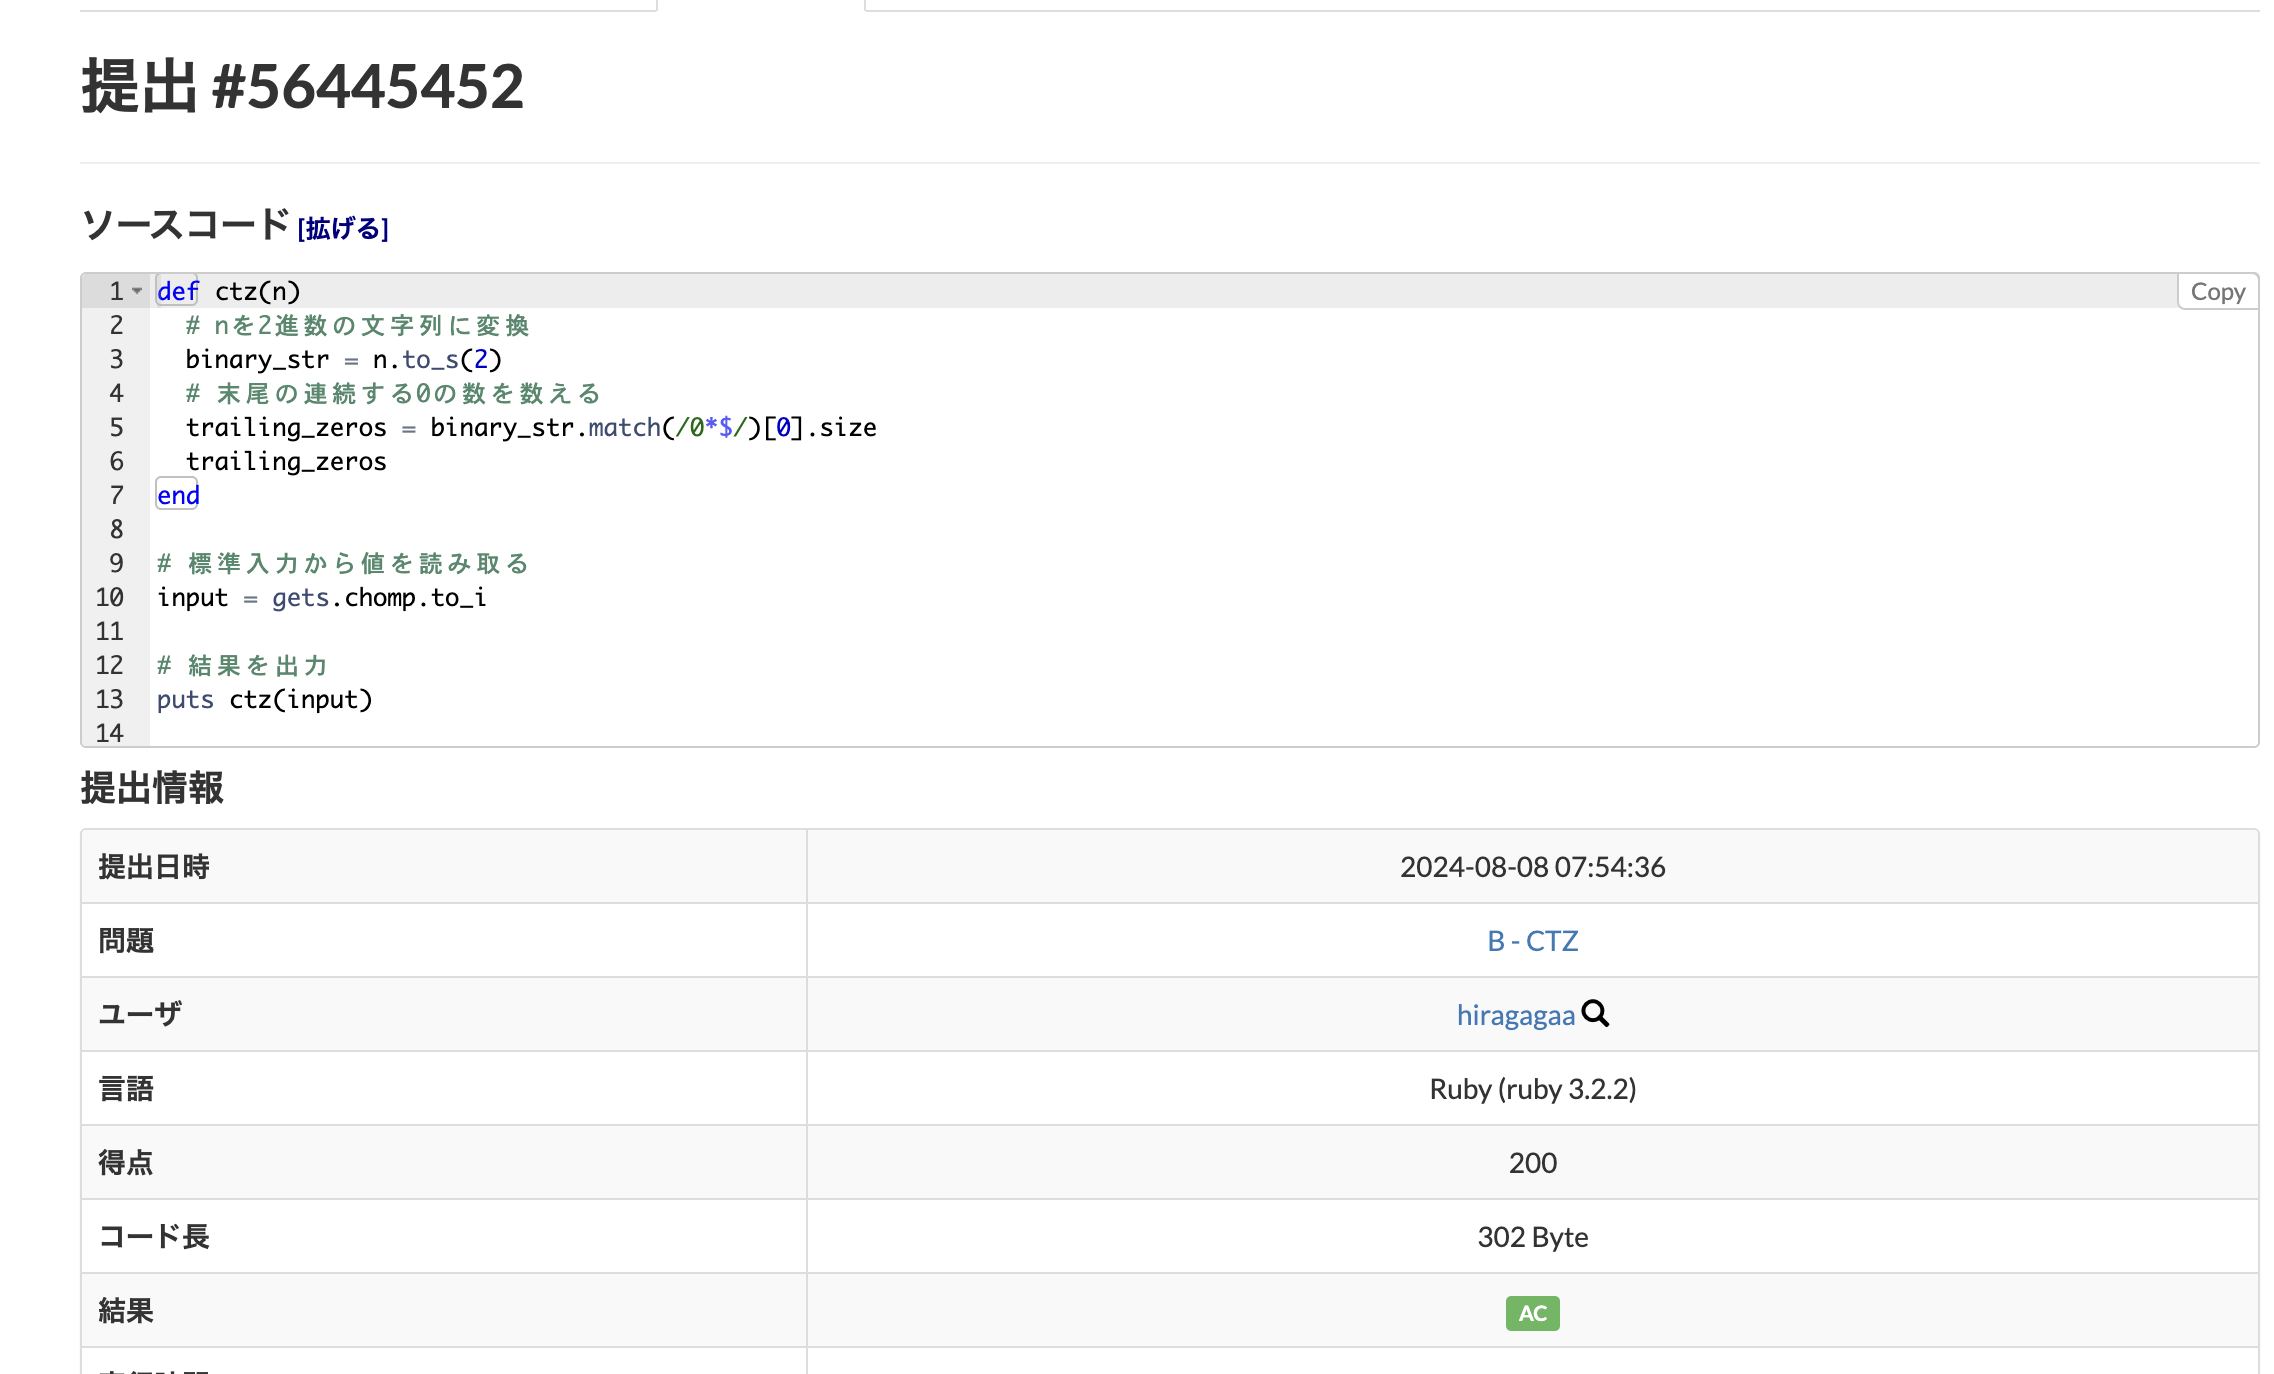 提出 #56445452
ソースコード [拡げる]
Copy
1 def ctz(n)
2   # nを2進数の文字列に変換
3   binary_str = n.to_s(2)
4   # 末尾の連続する0の数を数える
5   trailing_zeros = binary_str.match(/0*$/)[0].size
6   trailing_zeros
7 end
8
9 # 標準入力から値を読み取る
10 input = gets.chomp.to_i
11
12 # 結果を出力
13 puts ctz(input)
14
提出情報
提出日時 2024-08-08 07:54:36
問題 B - CTZ
ユーザ hiragagaa
言語 Ruby (ruby 3.2.2)
得点 200
コード長 302 Byte
結果 AC